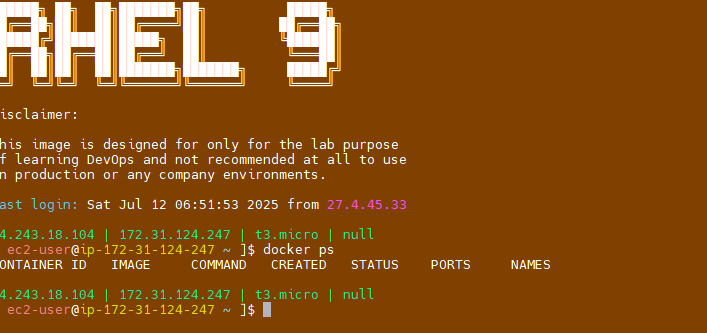 RHEL 9
isclaimer:
his image is designed for only for the lab purpose
f learning DevOps and not recommended at all to use
n production or any company environments.
ast login: Sat Jul 12 06:51:53 2025 from 27.4.45.33
4.243.18.104 | 172.31.124.247 | t3.micro | null
ec2-user@ip-172-31-124-247 ~ ]$ docker ps
ONTAINER ID IMAGE COMMAND CREATED STATUS PORTS NAMES
4.243.18.104 | 172.31.124.247 | t3.micro | null
ec2-user@ip-172-31-124-247 ~ ]$